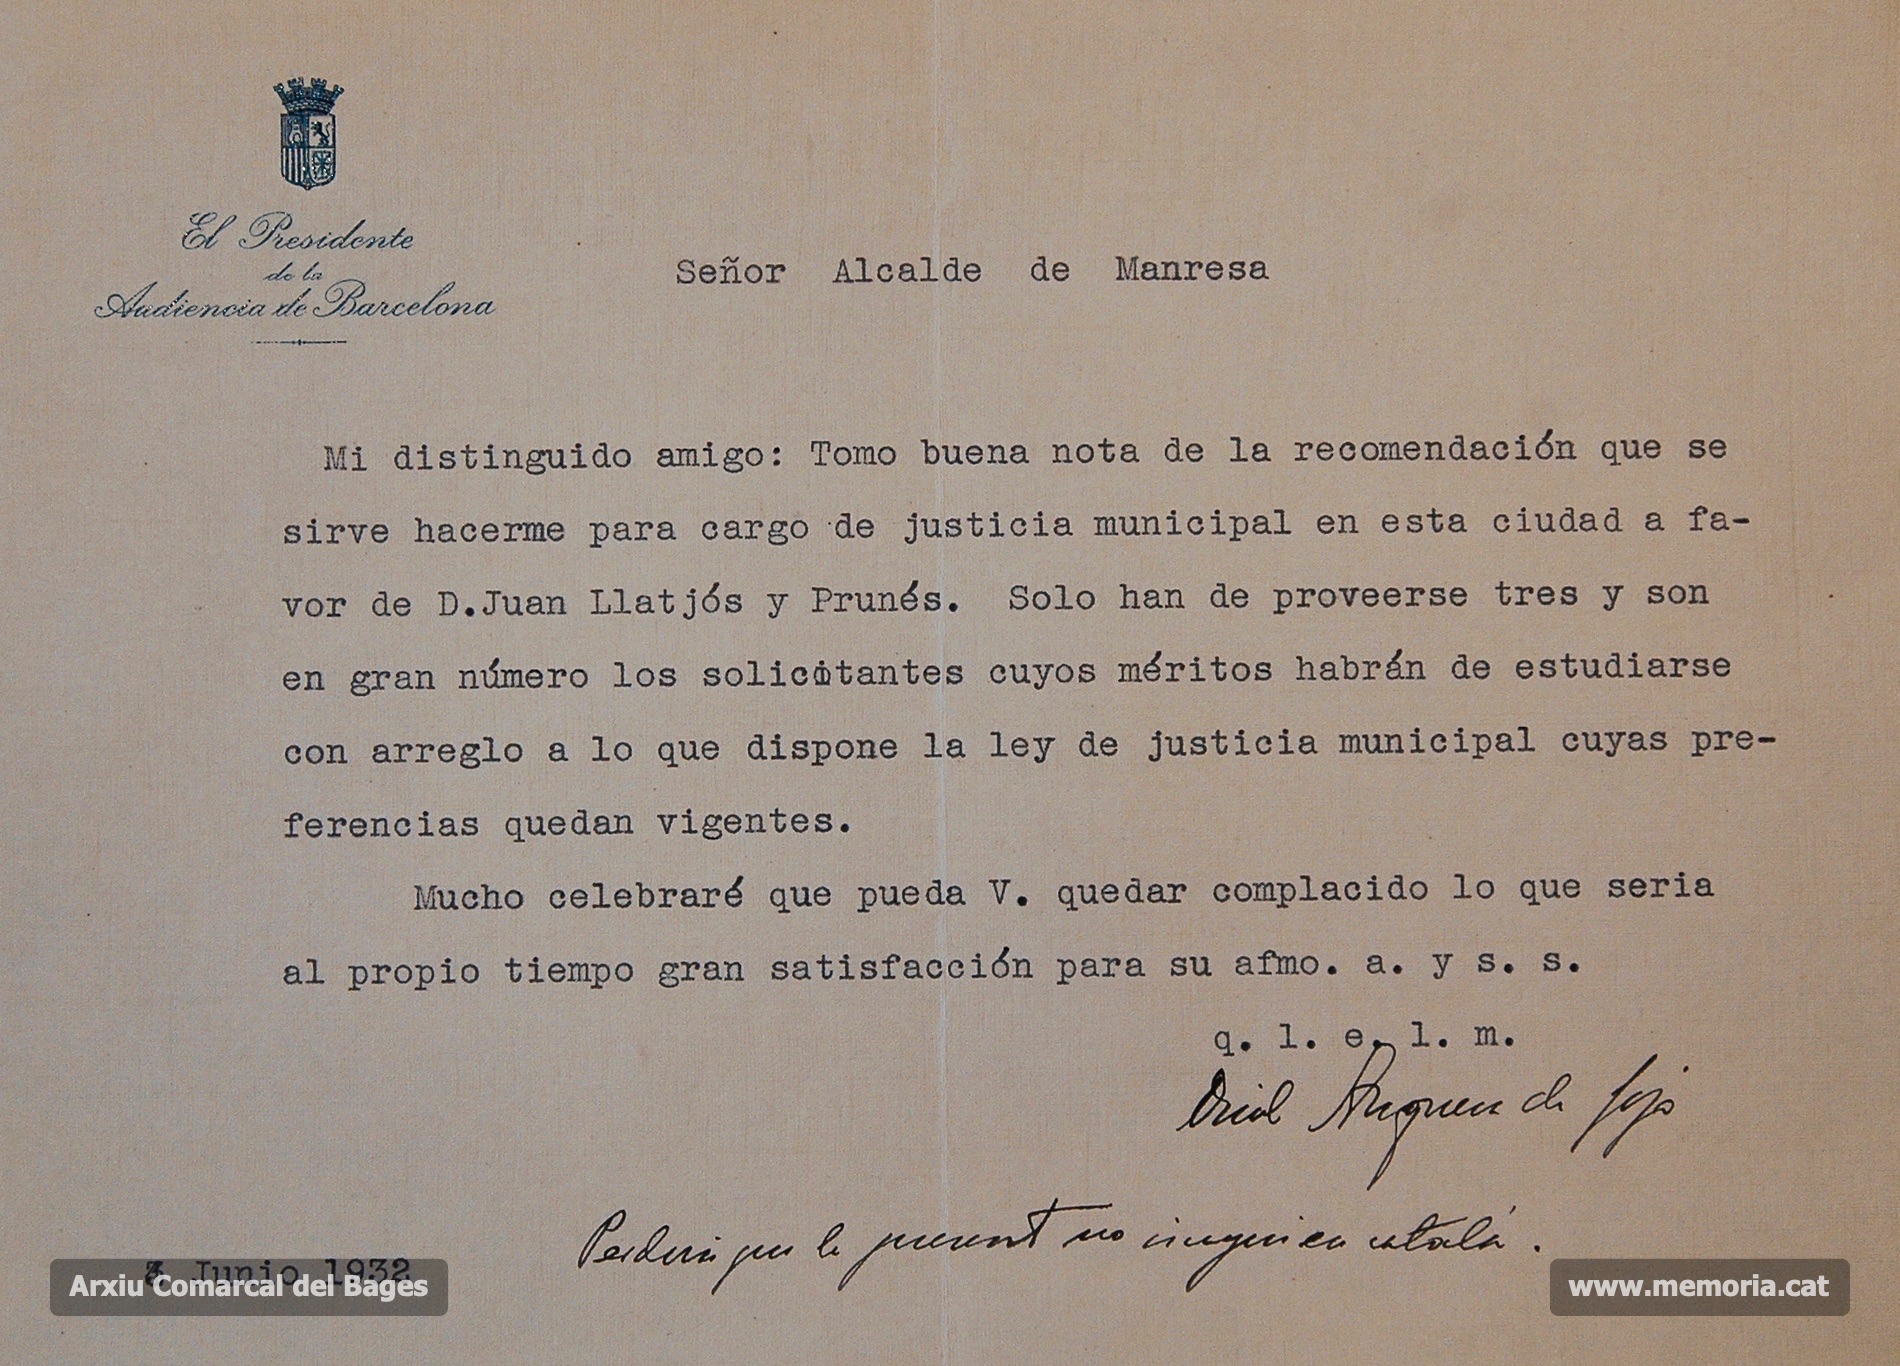 El Presidente
de la
Audiencia de Barcelona
Señor Alcalde de Manresa
Mi distinguido amigo: Tomo buena nota de la recomendación que se
sirve hacerme para cargo de justicia municipal en esta ciudad a fa-
vor de D.Juan Llatjós y Prunés. Solo han de proveerse tres y son
en gran número los solicitantes cuyos méritos habrán de estudiarse
con arreglo a lo que dispone la ley de justicia municipal cuyas pre-
ferencias quedan vigentes.
Mucho celebraré que pueda V. quedar complacido lo que seria
al propio tiempo gran satisfacción para su afmo. a. y s. s.
q. l. e. l. m.
Oriol Anguera de Sojo
que la present no vingui en català.
Junio 1932
Arxiu Comarcal del Bages
www.memoria.cat